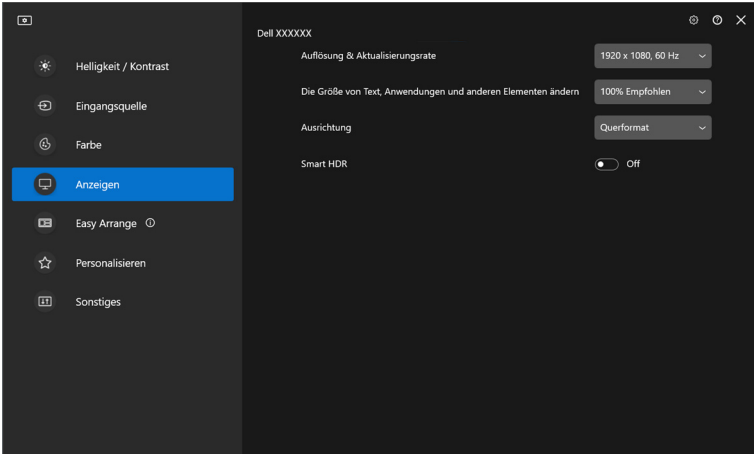 Dell XXXXXX
Helligkeit / Kontrast
Eingangsquelle
Farbe
Anzeigen
Easy Arrange
Personalisieren
Sonstiges
Auflösung & Aktualisierungsrate
1920 x 1080, 60 Hz
Die Größe von Text, Anwendungen und anderen Elementen ändern
100% Empfohlen
Ausrichtung
Querformat
Smart HDR
Off